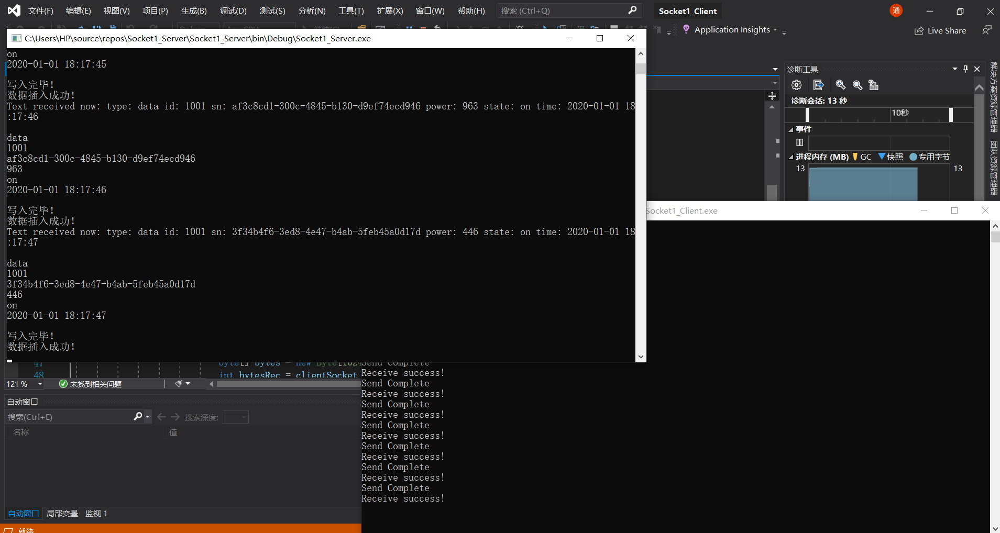 文件(F) 编辑(E) 视图(V) 项目(P) 生成(B) 调试(D) 测试(S) 分析(N) 工具(T) 扩展(X) 窗口(W) 帮助(H) 搜索 (Ctrl+Q) Socket1_Client 通
Application Insights Live Share
C:\Users\HP\source\repos\Socket1_Server\Socket1_Server\bin\Debug\Socket1_Server.exe
on
2020-01-01 18:17:45
写入完毕!
数据插入成功!
Text received now: type: data id: 1001 sn: af3c8cd1-300c-4845-b130-d9ef74ecd946 power: 963 state: on time: 2020-01-01 18
:17:46
data
1001
af3c8cd1-300c-4845-b130-d9ef74ecd946
963
on
2020-01-01 18:17:46
写入完毕!
数据插入成功!
Text received now: type: data id: 1001 sn: 3f34b4f6-3ed8-4e47-b4ab-5feb45a0d17d power: 446 state: on time: 2020-01-01 18
:17:47
data
1001
3f34b4f6-3ed8-4e47-b4ab-5feb45a0d17d
446
on
2020-01-01 18:17:47
写入完毕!
数据插入成功!
诊断工具
诊断会话: 13 秒
10秒
事件
进程内存 (MB) GC 快照 专用字节
13 13
解决方案资源管理器
团队资源管理器
Socket1_Client.exe
47 byte[] bytes = new Byte[1024
48 int bytesRec = clientSocket
Send Complete
Receive success!
Send Complete
Receive success!
Send Complete
Receive success!
Send Complete
Receive success!
Send Complete
Receive success!
Send Complete
Receive success!
Send Complete
Receive success!
121 % 未找到相关问题
自动窗口
搜索(Ctrl+E) 搜索深度:
名称 值
自动窗口 局部变量 监视 1
就绪